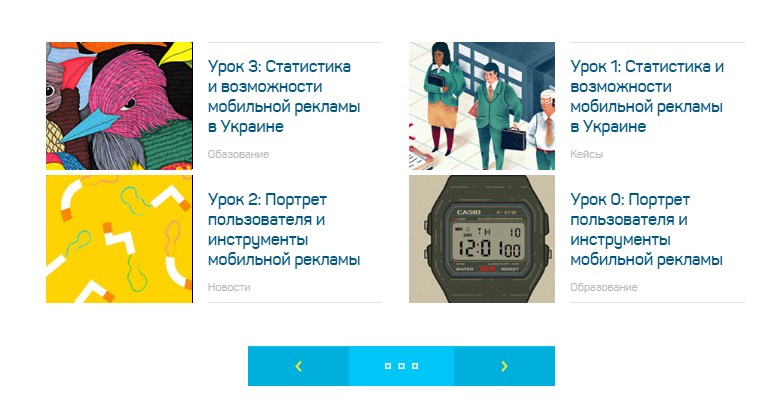 Урок 3: Статистика
и возможности
мобильной рекламы
в Украине
Обазование
Урок 1: Статистика и
возможности
мобильной рекламы
в Украине
Кейсы
Урок 2: Портрет
пользователя и
инструменты
мобильной рекламы
Новости
CASIO
F-91W
24H 10
12:01 00
WATER RESIST
Урок 0: Портрет
пользователя и
инструменты
мобильной рекламы
Образование